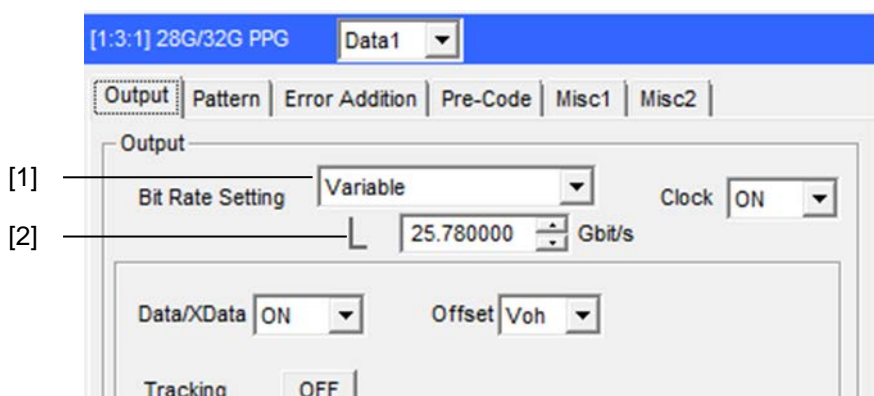 [1:3:1] 28G/32G PPG Data1
Output Pattern Error Addition Pre-Code Misc1 Misc2
Output
[1] Bit Rate Setting Variable Clock ON
[2] 25.780000 Gbit/s
Data/XData ON Offset Voh
Tracking OFF